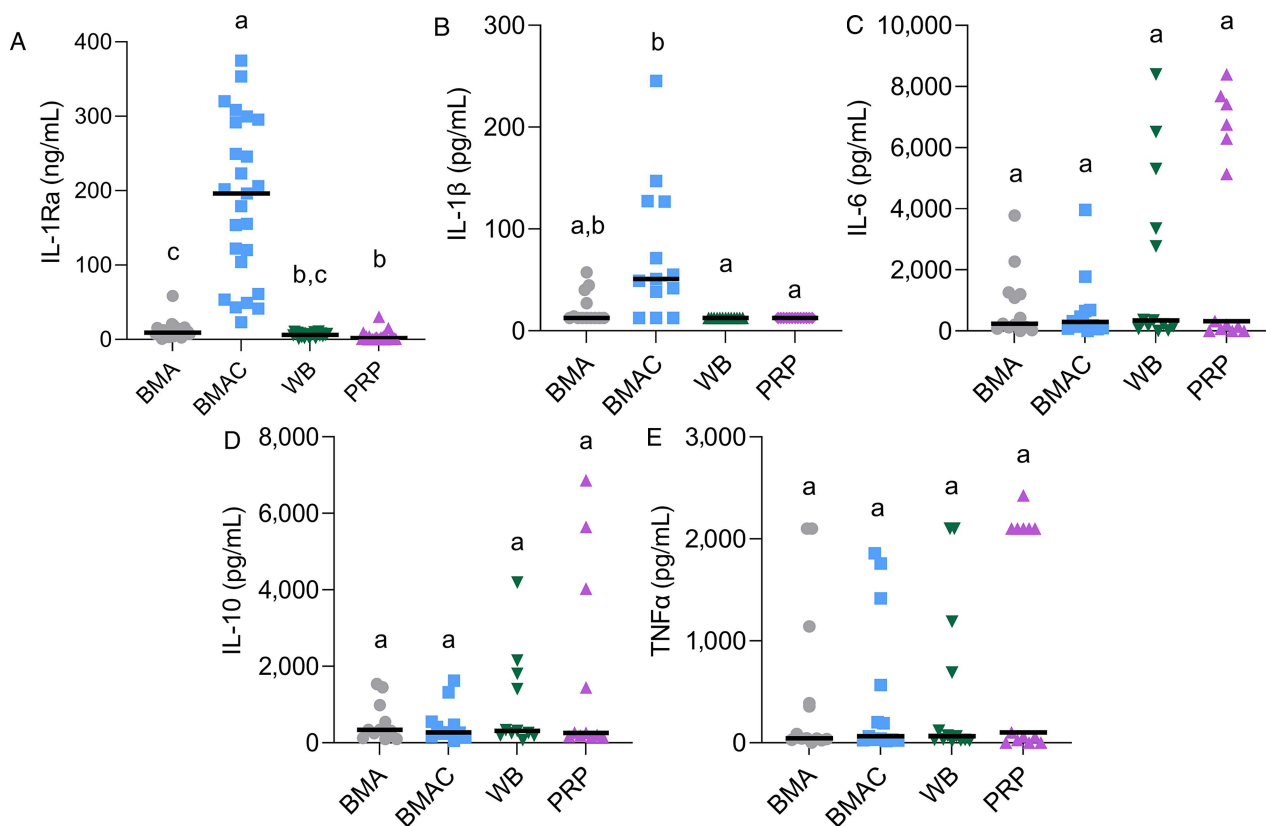 A
IL-1Ra (ng/mL)
400
300
200
100
0
a
c
b,c
b
BMA
BMAC
WB
PRP
B
IL-1β (pg/mL)
300
200
100
0
b
a,b
a
a
BMA
BMAC
WB
PRP
C
IL-6 (pg/mL)
10,000
8,000
6,000
4,000
2,000
0
a
a
a
a
BMA
BMAC
WB
PRP
D
IL-10 (pg/mL)
8,000
6,000
4,000
2,000
0
a
a
a
a
BMA
BMAC
WB
PRP
E
TNFα (pg/mL)
3,000
2,000
1,000
0
a
a
a
a
BMA
BMAC
WB
PRP